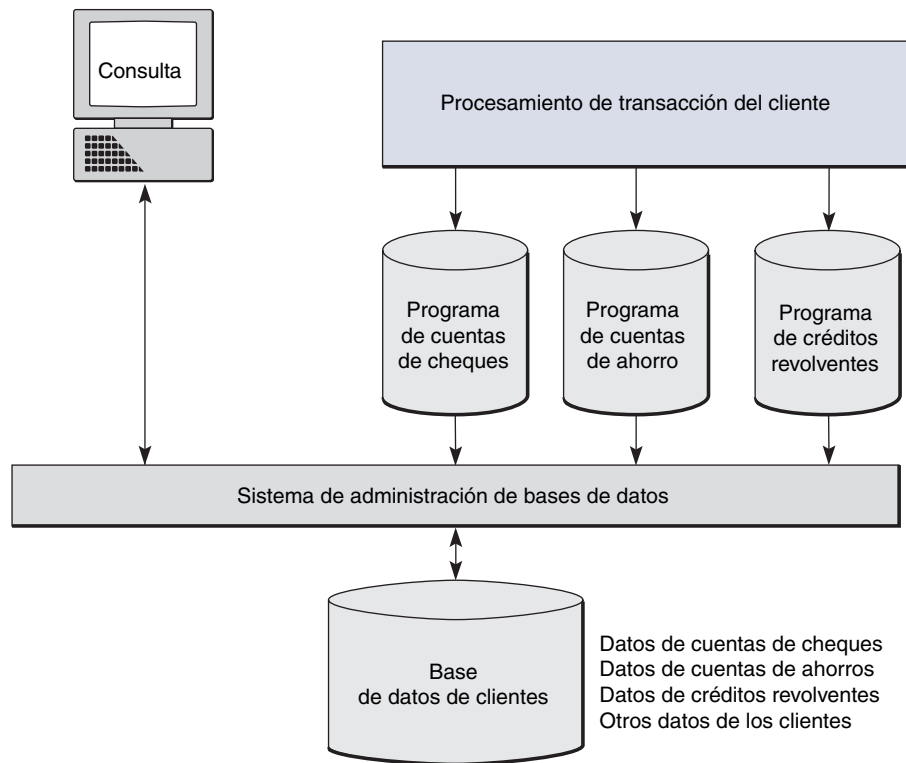 Consulta
Procesamiento de transacción del cliente
Programa
de cuentas
de cheques
Programa
de cuentas
de ahorro
Programa
de créditos
revolventes
Sistema de administración de bases de datos
Base
de datos de clientes
Datos de cuentas de cheques
Datos de cuentas de ahorros
Datos de créditos revolventes
Otros datos de los clientes